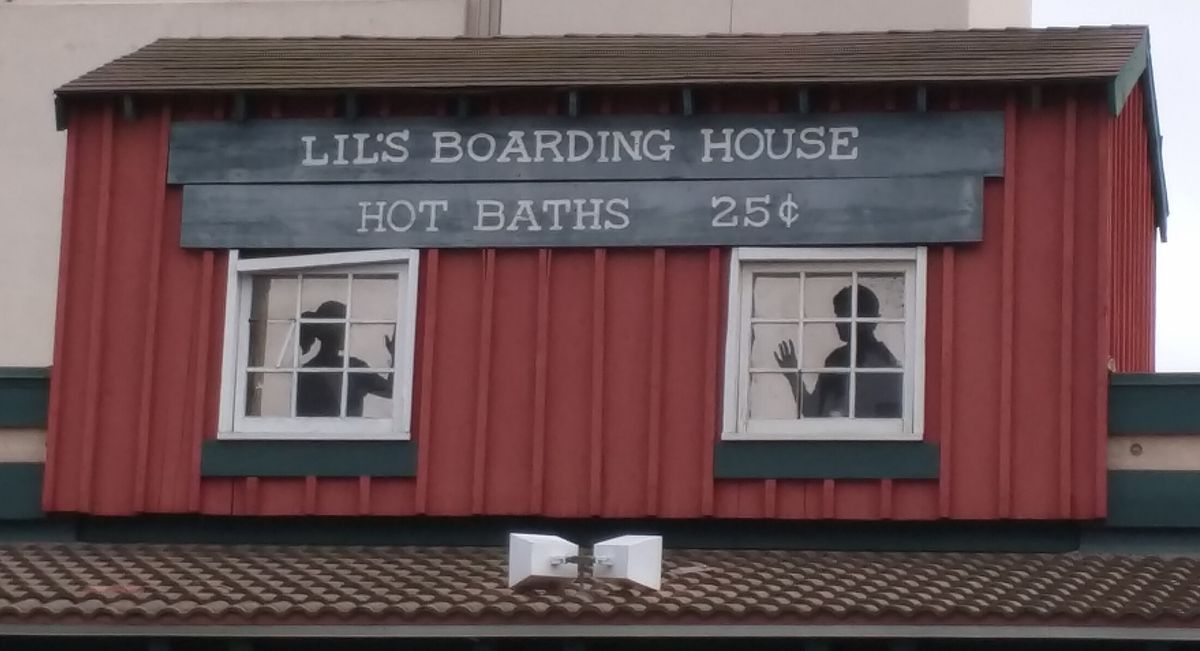 LIL'S BOARDING HOUSE
HOT BATHS 25¢